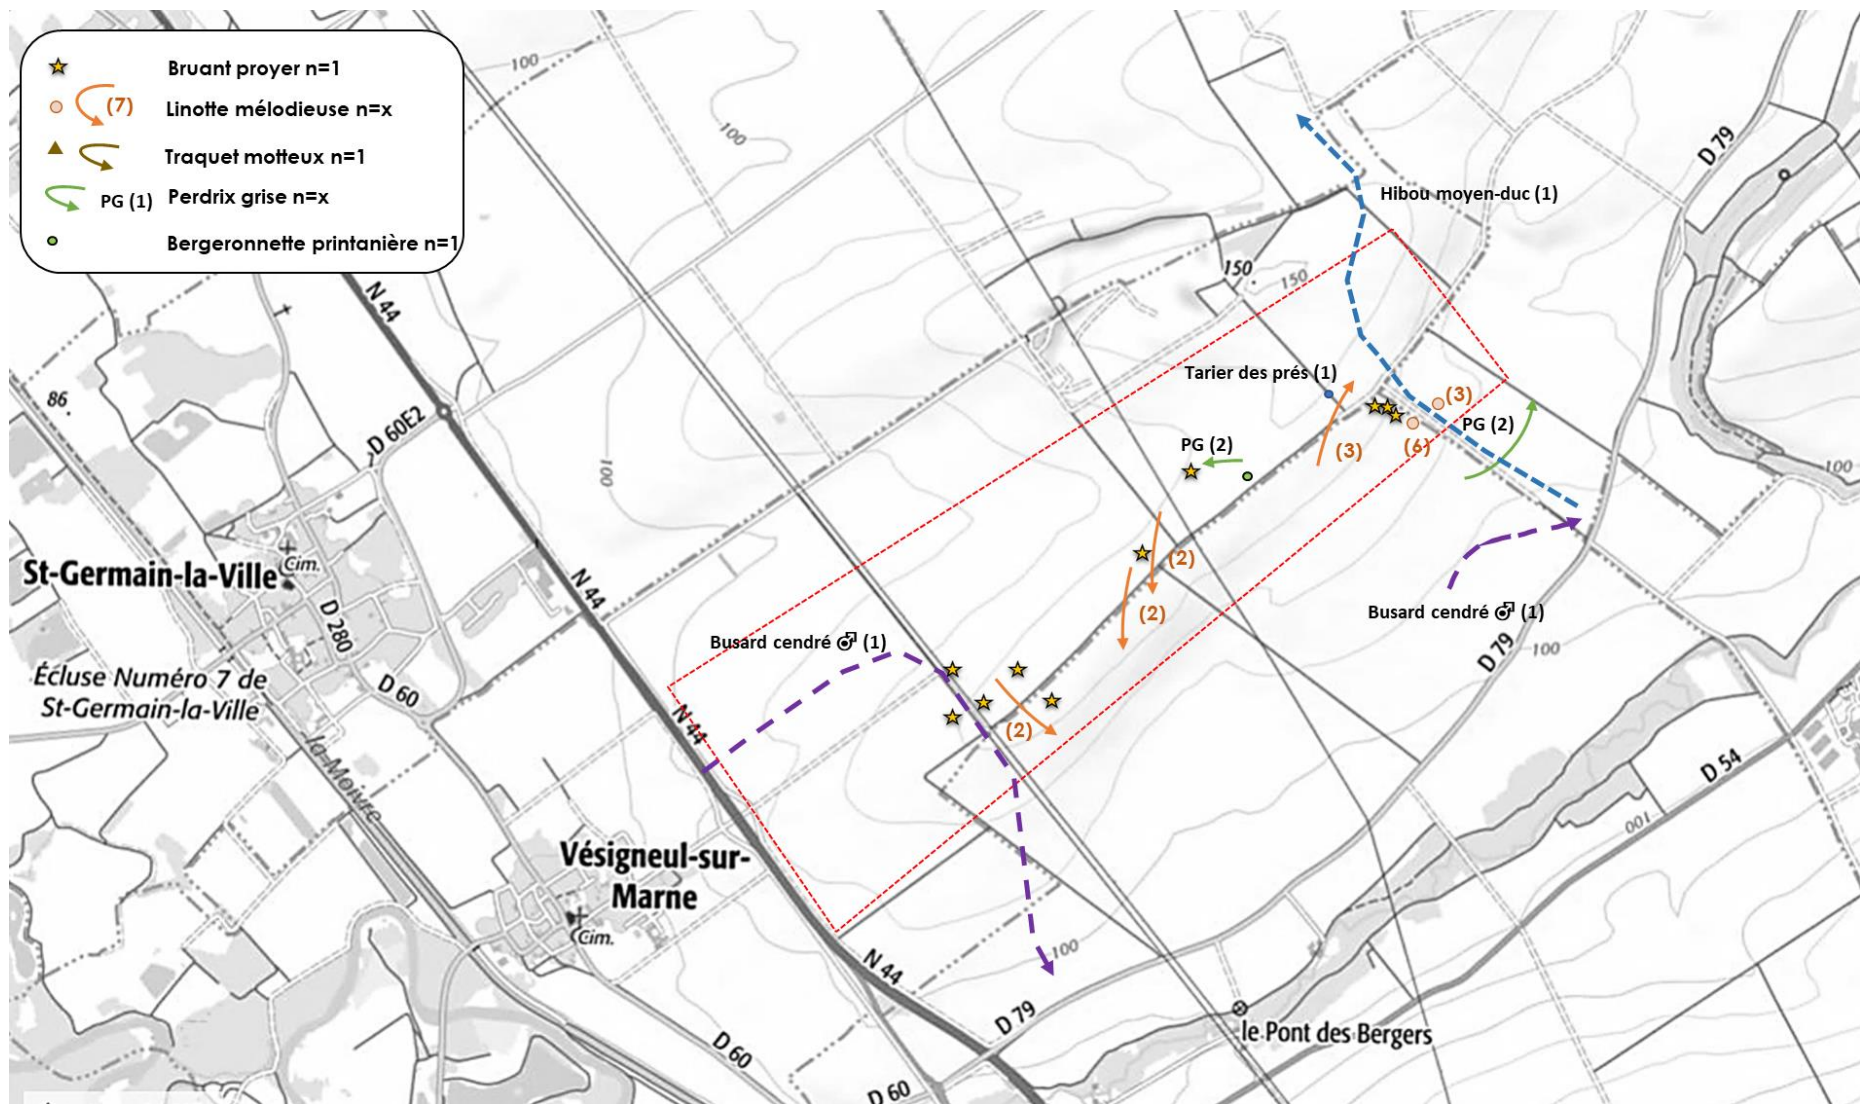 Bruant proyer n=1
(7) Linotte mélodieuse n=x
Traquet motteux n=1
PG (1) Perdrix grise n=x
Bergeronnette printanière n=1
100
100
D 79
Hibou moyen-duc (1)
150
150
N 44
Tarier des prés (1)
(3)
86
D 60E2
PG (2)
PG (2)
(3)
(6)
100
100
St-Germain-la-Ville
Cim.
N 44
(2)
D 280
(2)
Busard cendré (1)
Busard cendré (1)
D 79
100
Écluse Numéro 7 de
St-Germain-la-Ville
D 60
N 44
(2)
la Moivre
D 54
001
Vésigneul-sur-
Marne
Cim.
N 44
100
D 79
le Pont des Bergers
D 60
D 60